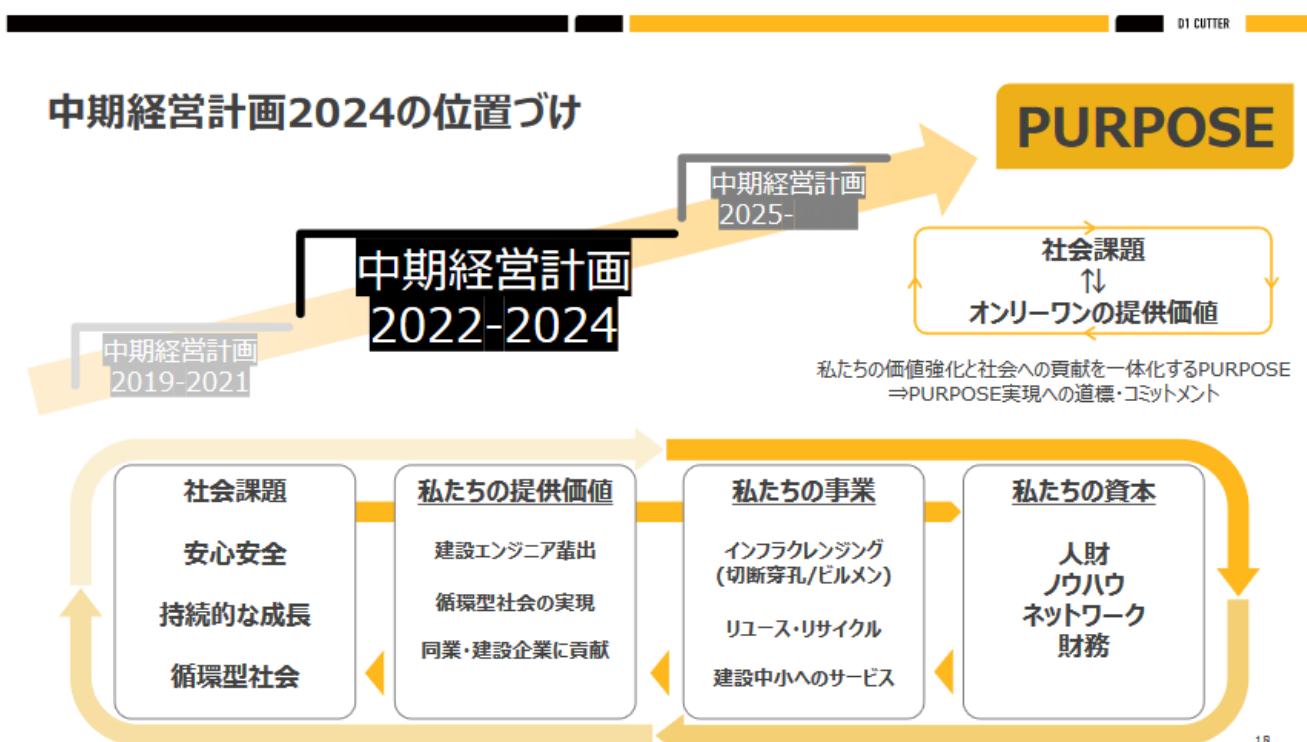 D1 CUTTER
中期経営計画2024の位置づけ
PURPOSE
中期経営計画
2025-
中期経営計画
2022-2024
中期経営計画
2019-2021
社会課題
⇅
オンリーワンの提供価値
私たちの価値強化と社会への貢献を一体化するPURPOSE
⇒PURPOSE実現への道標・コミットメント
社会課題
安心安全
持続的な成長
循環型社会
私たちの提供価値
建設エンジニア輩出
循環型社会の実現
同業・建設企業に貢献
私たちの事業
インフラクレンジング
(切断穿孔/ビルメン)
リユース・リサイクル
建設中小へのサービス
私たちの資本
人財
ノウハウ
ネットワーク
財務